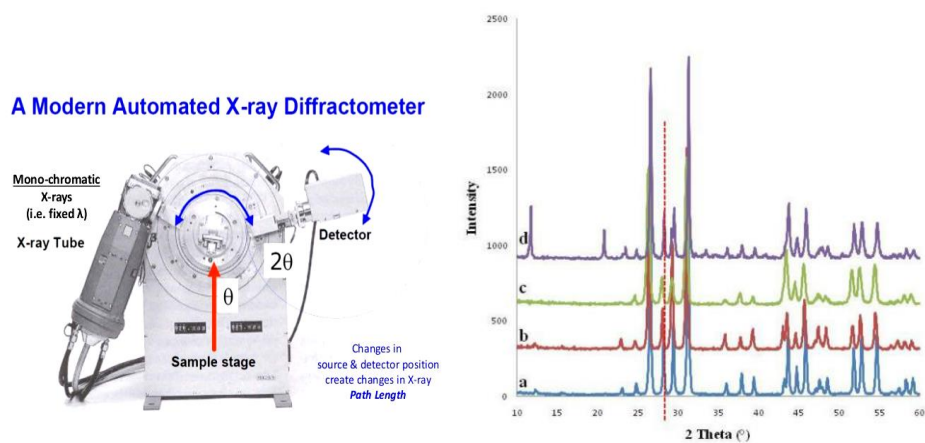 A Modern Automated X-ray Diffractometer
Mono-chromatic
X-rays
(i.e. fixed λ)
X-ray Tube
Detector
2θ
θ
Sample stage
Changes in
source & detector position
create changes in X-ray
Path Length
2500
2000
1500
1000
500
0
Intensity
d
c
b
a
10 15 20 25 30 35 40 45 50 55 60
2 Theta (°)